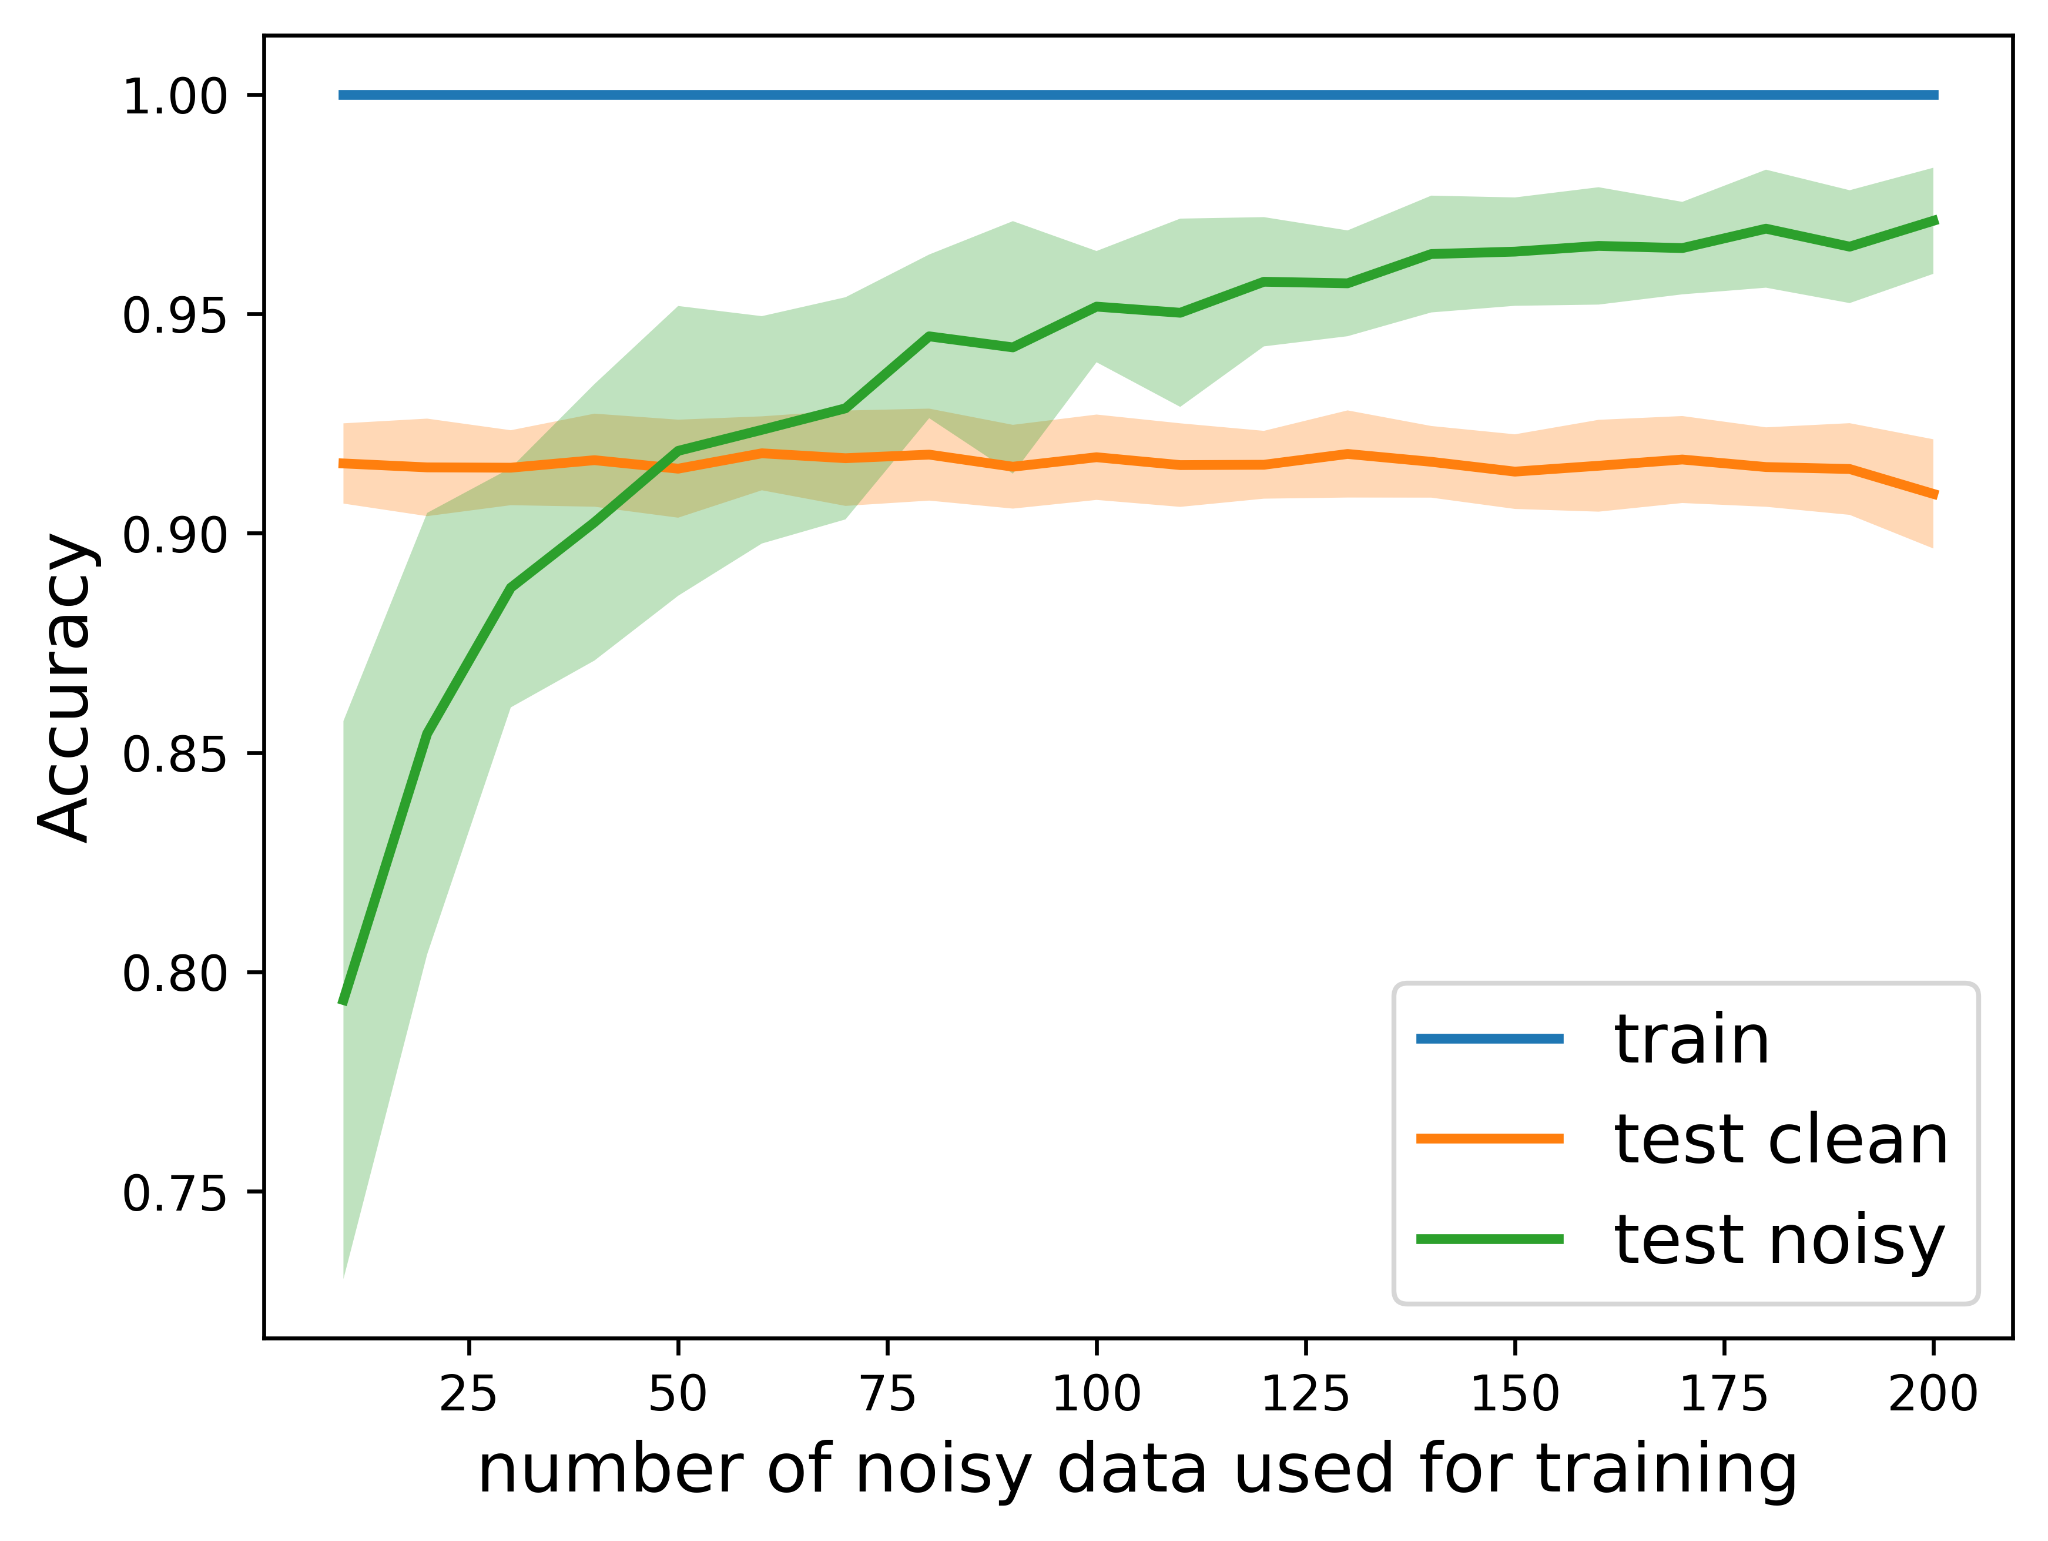 1.00
0.95
0.90
0.85
0.80
0.75
Accuracy
train
test clean
test noisy
25 50 75 100 125 150 175 200
number of noisy data used for training